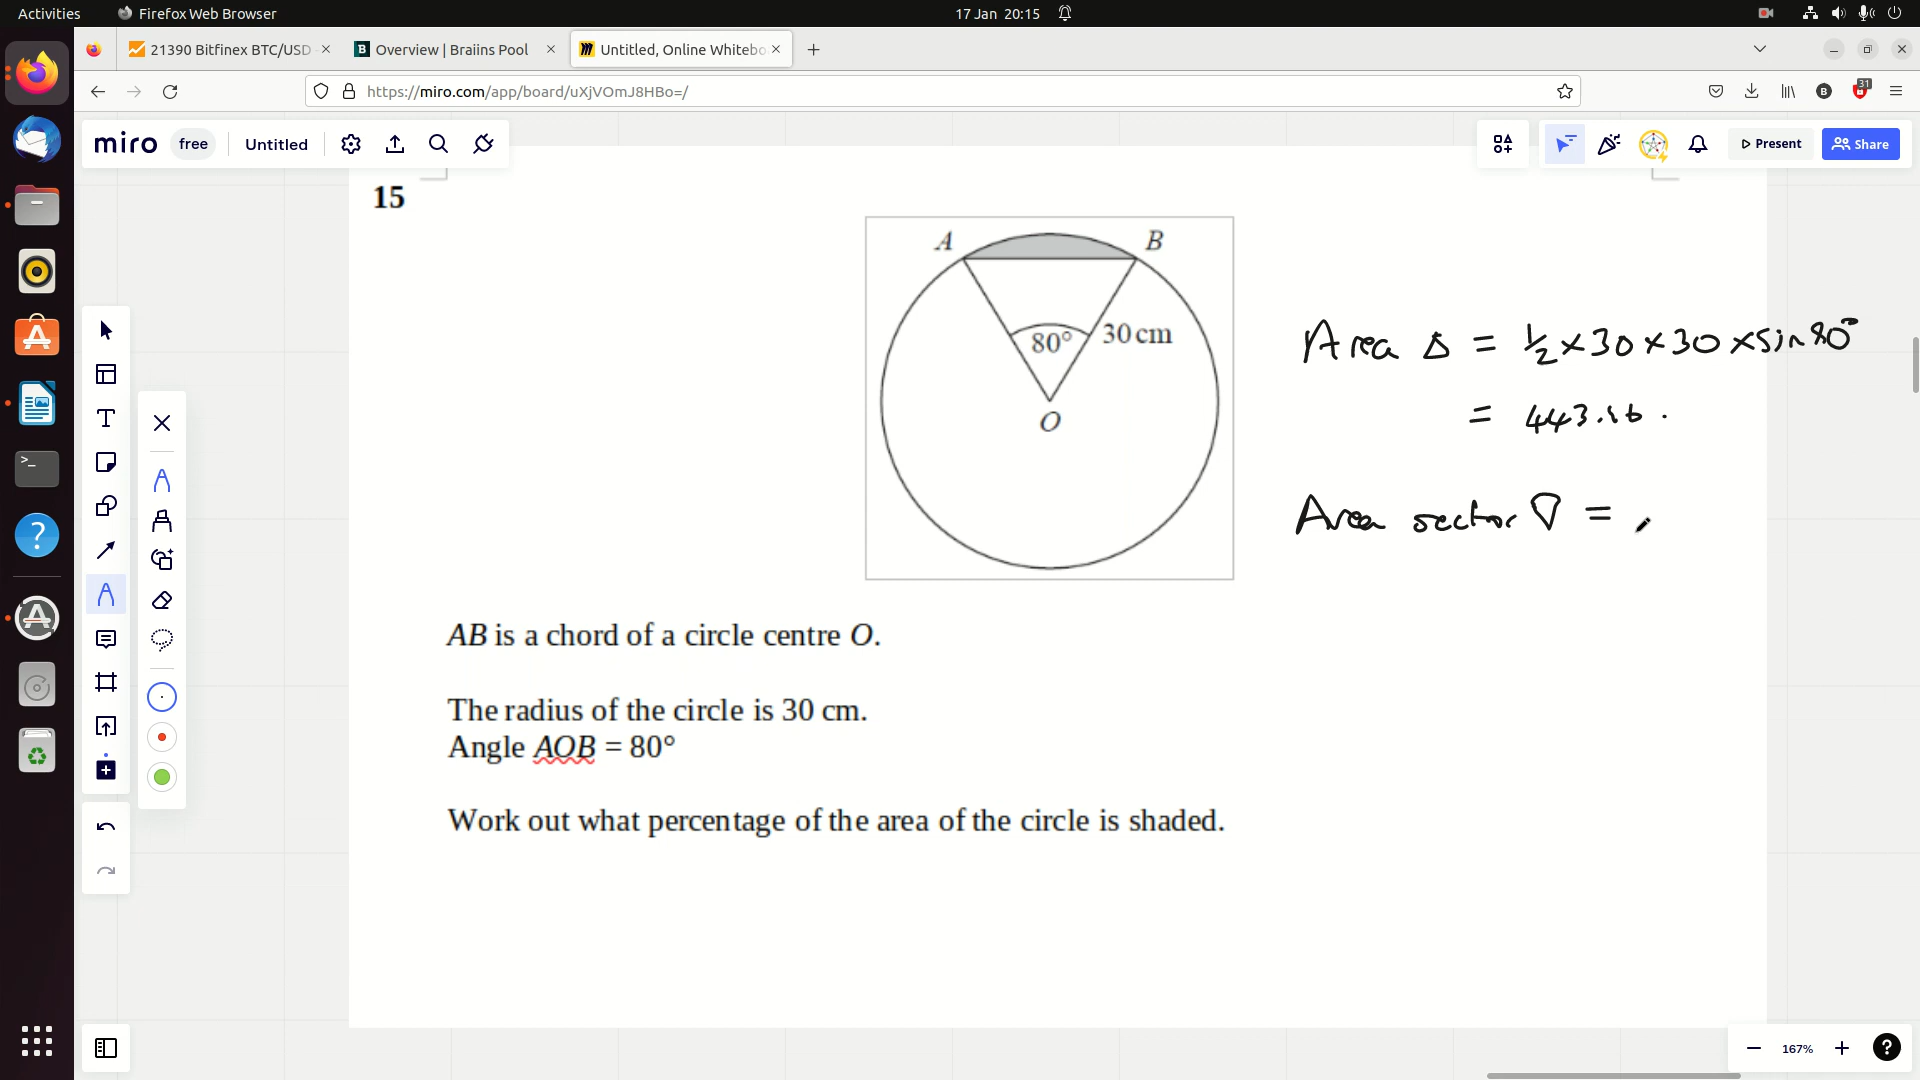 Activities Firefox Web Browser 17 Jan 20:15
21390 Bitfinex BTC/USD Overview | Braiins Pool Untitled, Online Whitebo
https://miro.com/app/board/uXjVOmJ8HBo=/ B 31
miro free Untitled Present Share
15
A B
80° 30 cm
O
Area Δ = ½ × 30 × 30 × sin 80°
= 443.16 .
Area sector = 
AB is a chord of a circle centre O.
The radius of the circle is 30 cm.
Angle AOB = 80°
Work out what percentage of the area of the circle is shaded.
167%